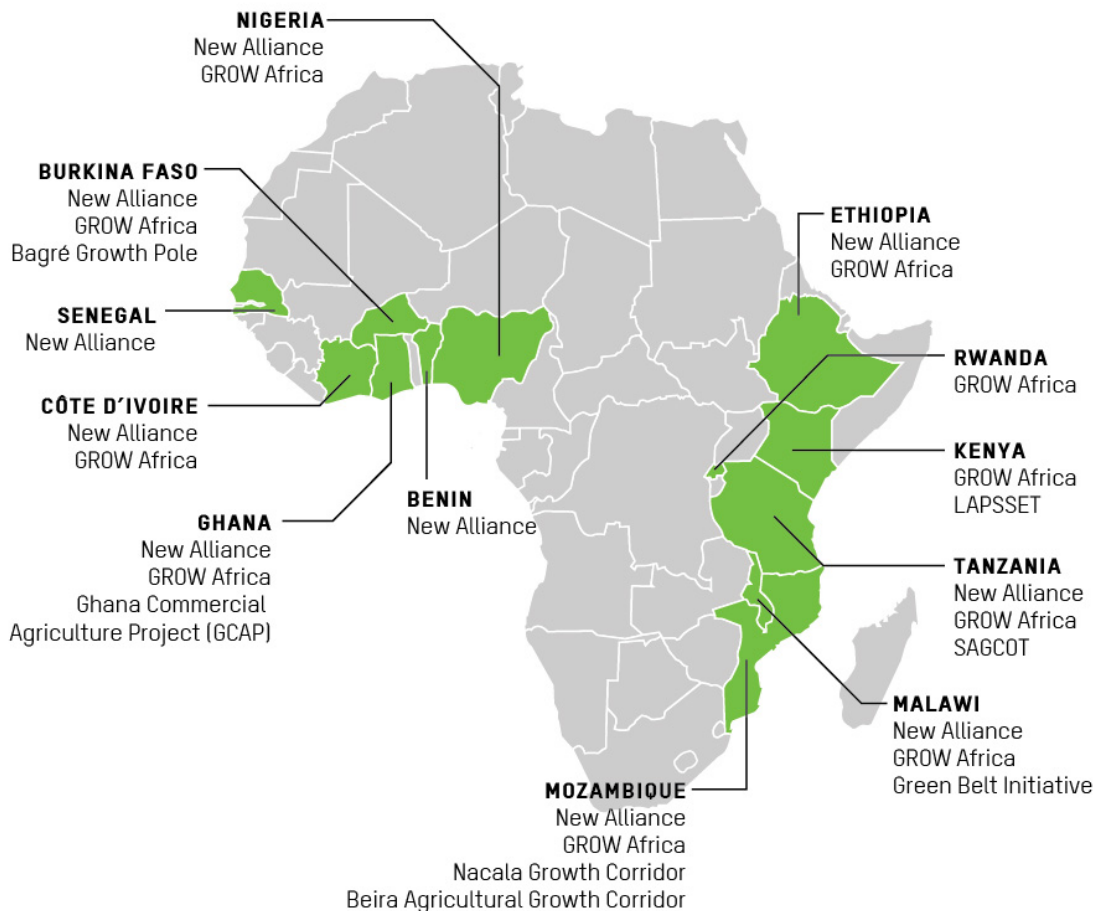 NIGERIA
New Alliance
GROW Africa
BURKINA FASO
New Alliance
GROW Africa
Bagré Growth Pole
SENEGAL
New Alliance
CÔTE D'IVOIRE
New Alliance
GROW Africa
GHANA
New Alliance
GROW Africa
Ghana Commercial
Agriculture Project (GCAP)
BENIN
New Alliance
ETHIOPIA
New Alliance
GROW Africa
RWANDA
GROW Africa
KENYA
GROW Africa
LAPSSET
TANZANIA
New Alliance
GROW Africa
SAGCOT
MALAWI
New Alliance
GROW Africa
Green Belt Initiative
MOZAMBIQUE
New Alliance
GROW Africa
Nacala Growth Corridor
Beira Agricultural Growth Corridor